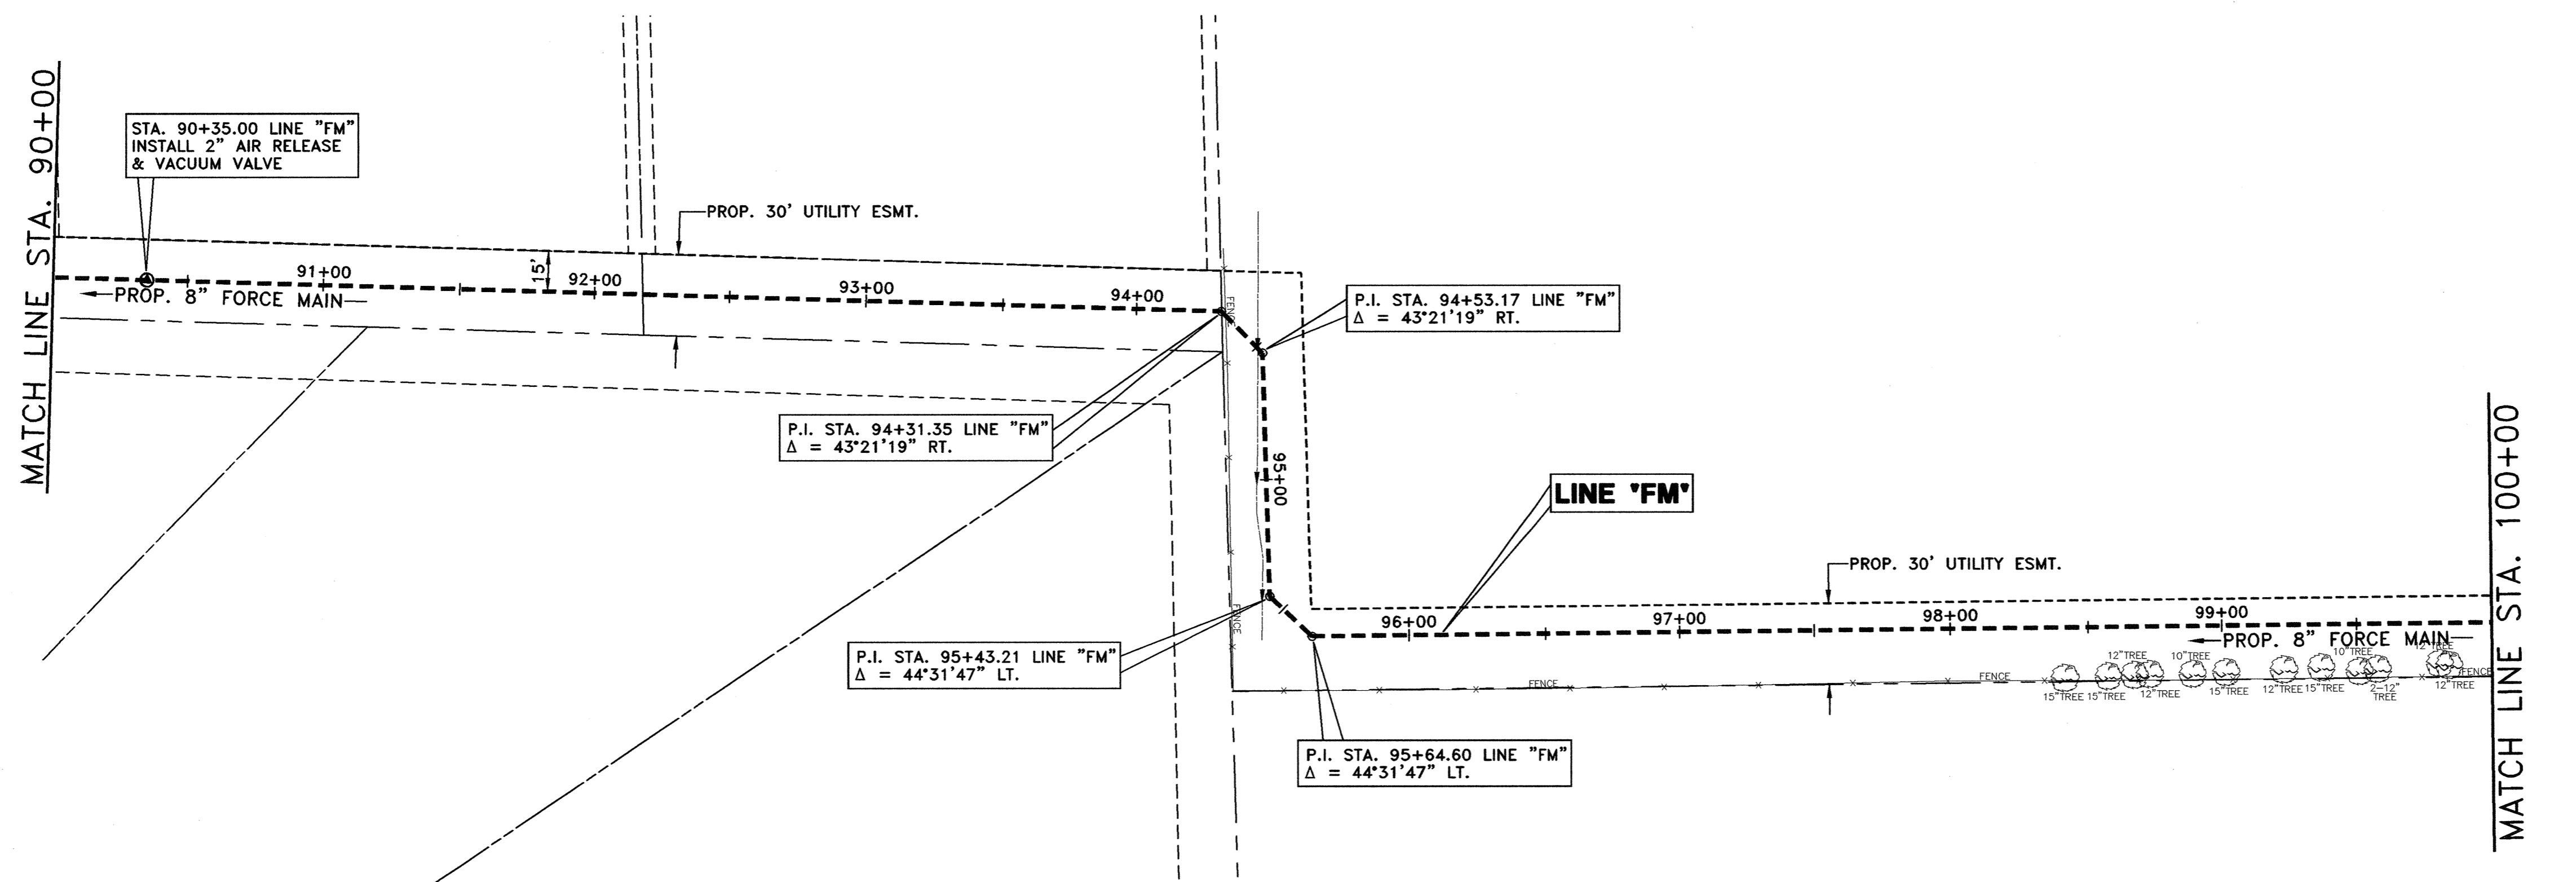 MATCH LINE STA. 90+00
STA. 90+35.00 LINE "FM"
INSTALL 2" AIR RELEASE
& VACUUM VALVE
PROP. 30' UTILITY ESMT.
15'
91+00
92+00
93+00
94+00
PROP. 8" FORCE MAIN
FENCE
P.I. STA. 94+53.17 LINE "FM"
Δ = 43°21'19" RT.
P.I. STA. 94+31.35 LINE "FM"
Δ = 43°21'19" RT.
95+00
LINE "FM"
PROP. 30' UTILITY ESMT.
FENCE
96+00
97+00
98+00
99+00
PROP. 8" FORCE MAIN
P.I. STA. 95+43.21 LINE "FM"
Δ = 44°31'47" LT.
12"TREE
10"TREE
10"TREE
12"TREE
FENCE
FENCE
FENCE
15"TREE
15"TREE
12"TREE
15"TREE
12"TREE
15"TREE
2-12"
TREE
12"TREE
P.I. STA. 95+64.60 LINE "FM"
Δ = 44°31'47" LT.
MATCH LINE STA. 100+00